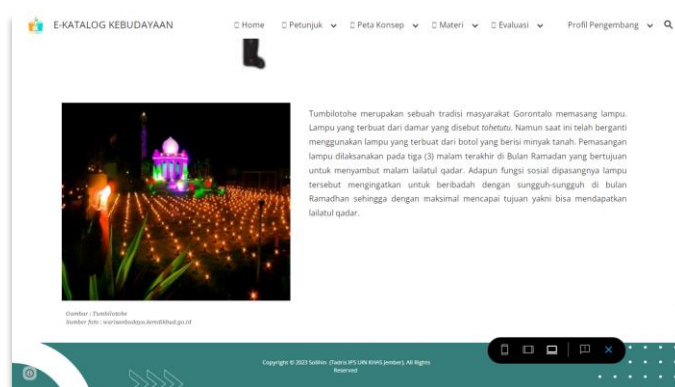 E-KATALOG KEBUDAYAAN
Home Petunjuk Peta Konsep Materi Evaluasi Profil Pengembang
Tumbilotohe merupakan sebuah tradisi masyarakat Gorontalo memasang lampu.
Lampu yang terbuat dari damar yang disebut tohetutu. Namun saat ini telah berganti
menggunakan lampu yang terbuat dari botol yang berisi minyak tanah. Pemasangan
lampu dilaksanakan pada tiga (3) malam terakhir di Bulan Ramadan yang bertujuan
untuk menyambut malam lailatul qadar. Adapun fungsi sosial dipasangnya lampu
tersebut mengingatkan untuk beribadah dengan sungguh-sungguh di bulan
Ramadhan sehingga dengan maksimal mencapai tujuan yakni bisa mendapatkan
lailatul qadar.
Gambar : Tumbilotohe
Sumber foto : warisanbudaya.kemdikbud.go.id
Copyright © 2023 Solihin (Tadris IPS UIN KHAS Jember). All Rights
Reserved